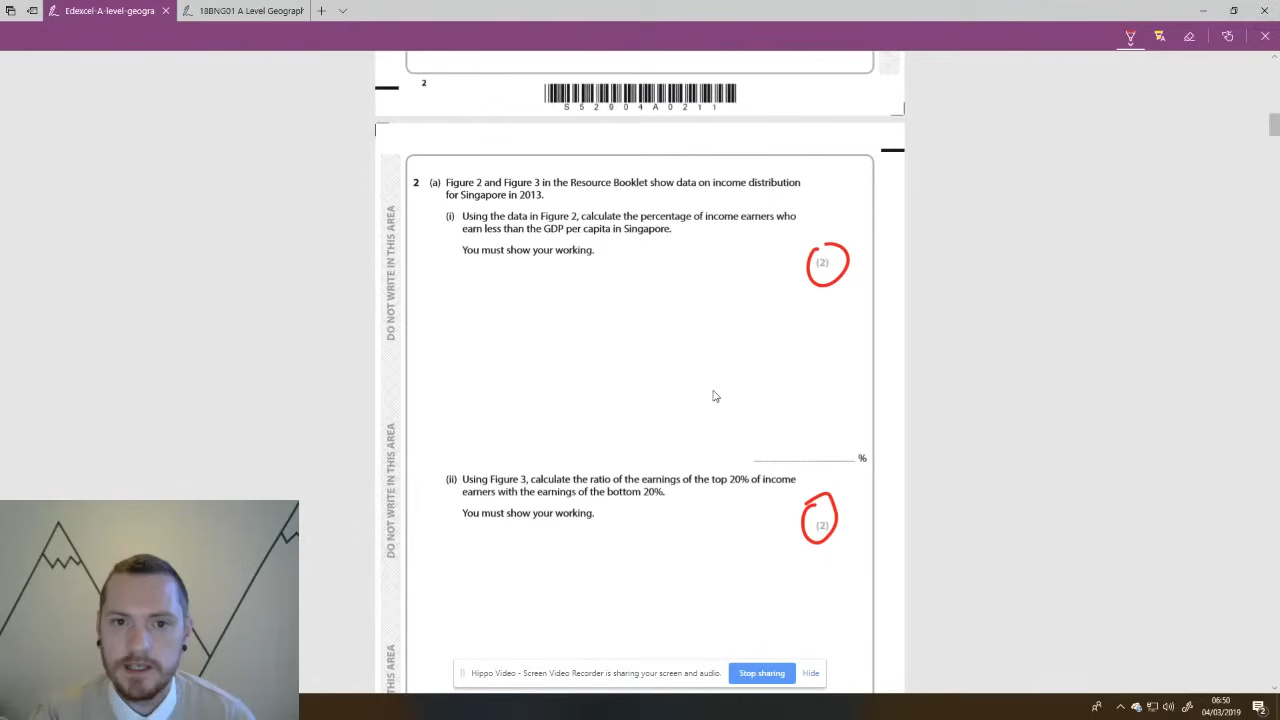 Edexcel-A-level-geogra
18BNG01 A Level Geograp
2
S 5 2 9 0 4 A 0 2 1 1
2 (a) Figure 2 and Figure 3 in the Resource Booklet show data on income distribution
for Singapore in 2013.
(i) Using the data in Figure 2, calculate the percentage of income earners who
earn less than the GDP per capita in Singapore.
You must show your working.
(2)
DO NOT WRITE IN THIS AREA
%
(ii) Using Figure 3, calculate the ratio of the earnings of the top 20% of income
earners with the earnings of the bottom 20%.
You must show your working.
(2)
DO NOT WRITE IN THIS AREA
THIS AREA
Hippo Video - Screen Video Recorder is sharing your screen and audio.
Stop sharing
Hide
06:50
04/03/2019
2